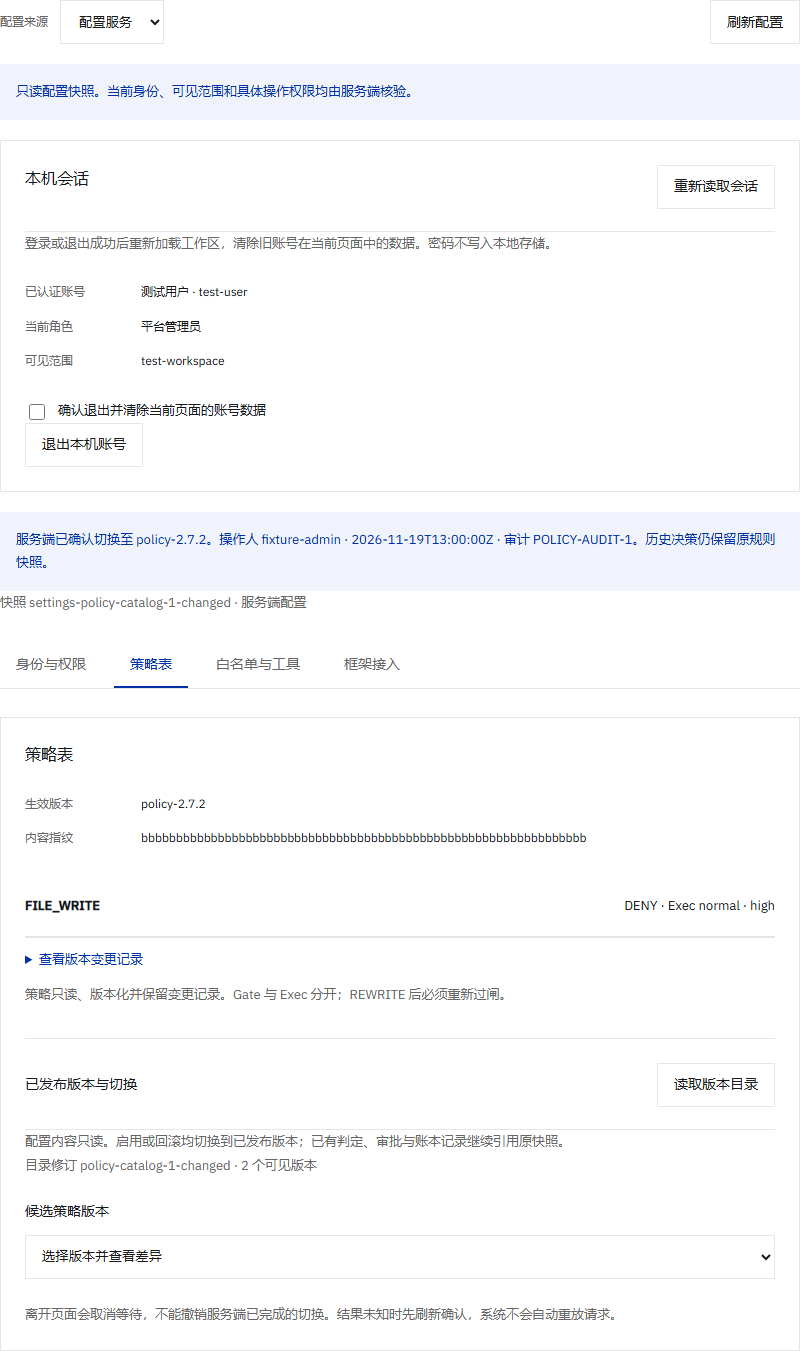 配置来源 配置服务 刷新配置
只读配置快照。当前身份、可见范围和具体操作权限均由服务端核验。
本机会话 重新读取会话
登录或退出成功后重新加载工作区，清除旧账号在当前页面中的数据。密码不写入本地存储。
已认证账号 测试用户 · test-user
当前角色 平台管理员
可见范围 test-workspace
确认退出并清除当前页面的账号数据
退出本机账号
服务端已确认切换至 policy-2.7.2。操作人 fixture-admin · 2026-11-19T13:00:00Z · 审计 POLICY-AUDIT-1。历史决策仍保留原规则
快照。
快照 settings-policy-catalog-1-changed · 服务端配置
身份与权限 策略表 白名单与工具 框架接入
策略表
生效版本 policy-2.7.2
内容指纹 bbbbbbbbbbbbbbbbbbbbbbbbbbbbbbbbbbbbbbbbbbbbbbbbbbbbbbbbbbbbbbbb
FILE_WRITE DENY · Exec normal · high
查看版本变更记录
策略只读、版本化并保留变更记录。Gate 与 Exec 分开；REWRITE 后必须重新过闸。
已发布版本与切换 读取版本目录
配置内容只读。启用或回滚均切换到已发布版本；已有判定、审批与账本记录继续引用原快照。
目录修订 policy-catalog-1-changed · 2 个可见版本
候选策略版本
选择版本并查看差异
离开页面会取消等待，不能撤销服务端已完成的切换。结果未知时先刷新确认，系统不会自动重放请求。